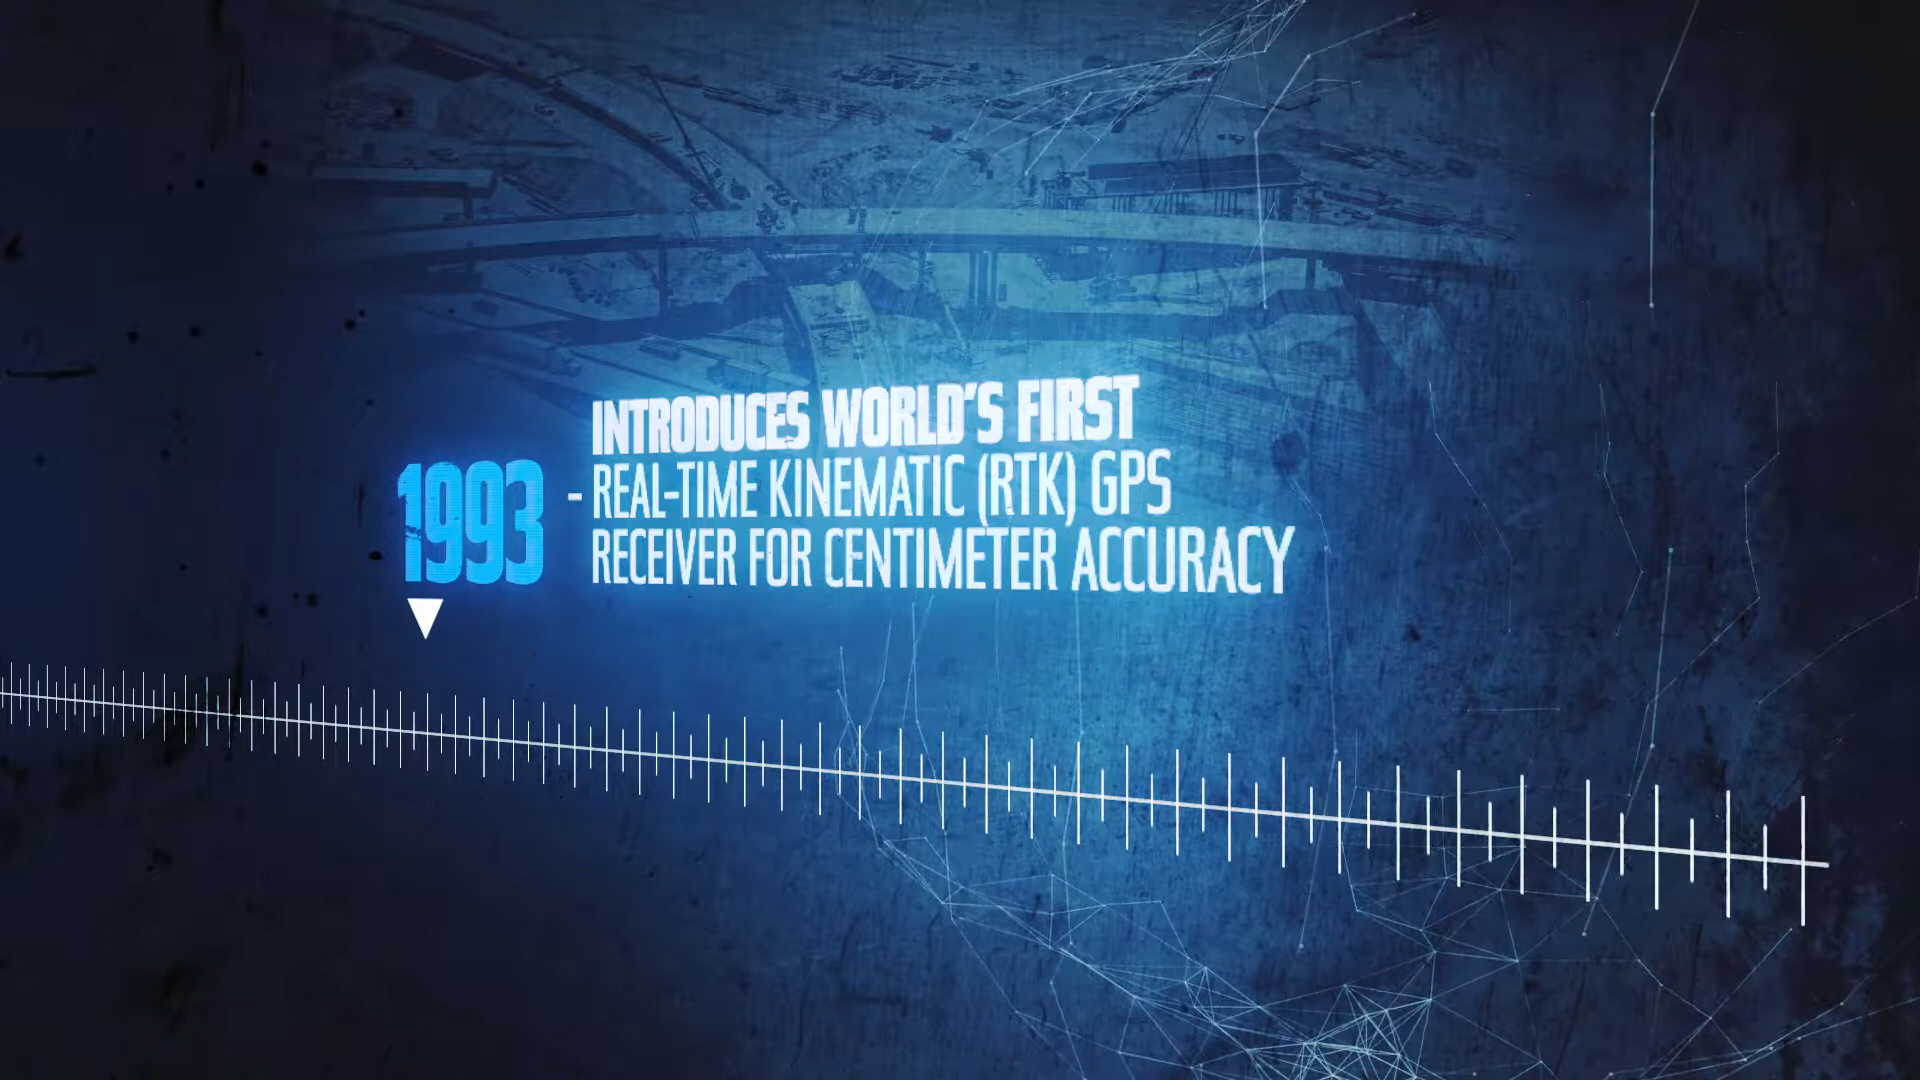 1993
INTRODUCES WORLD'S FIRST
- REAL-TIME KINEMATIC (RTK) GPS
RECEIVER FOR CENTIMETER ACCURACY